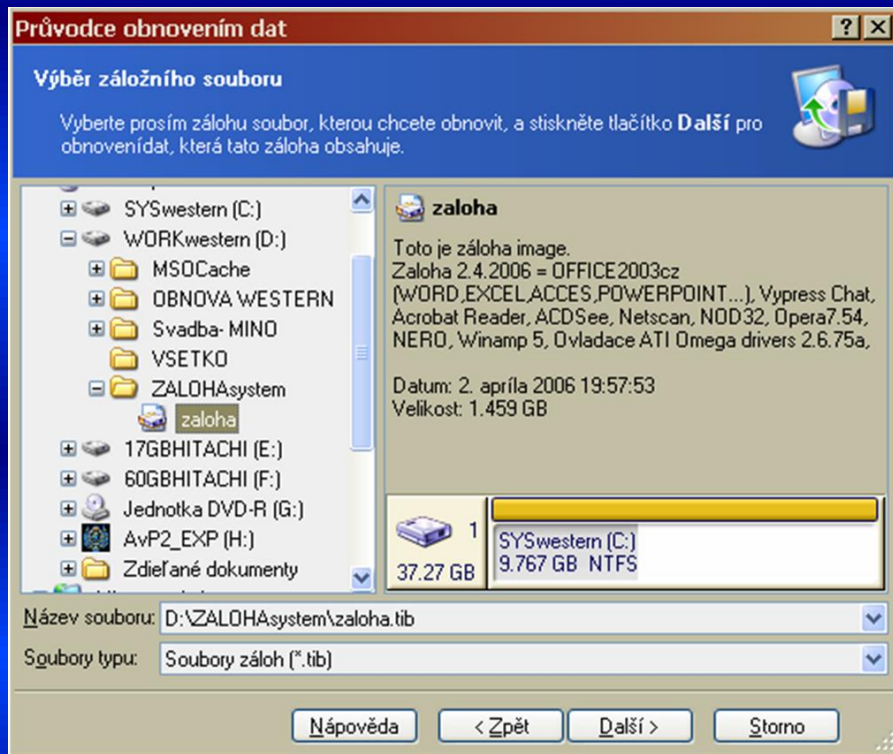 Průvodce obnovením dat
Výběr záložního souboru
Vyberte prosím zálohu soubor, kterou chcete obnovit, a stiskněte tlačítko Další pro
obnovenídat, která tato záloha obsahuje.
SYSwestern (C:)
WORKwestern (D:)
MSOCache
OBNOVA WESTERN
Svadba- MINO
VSETKO
ZALOHAsystem
zaloha
17GBHITACHI (E:)
60GBHITACHI (F:)
Jednotka DVD-R (G:)
AvP2_EXP (H:)
Zdieľané dokumenty
zaloha
Toto je záloha image.
Zaloha 2.4.2006 = OFFICE2003cz
(WORD,EXCEL,ACCES,POWERPOINT...), Vypress Chat,
Acrobat Reader, ACDSee, Netscan, NOD32, Opera7.54,
NERO, Winamp 5, Ovladace ATI Omega drivers 2.6.75a,
Datum: 2. apríla 2006 19:57:53
Velikost: 1.459 GB
1
37.27 GB
SYSwestern (C:)
9.767 GB NTFS
Název souboru: D:\ZALOHAsystem\zaloha.tib
Soubory typu: Soubory záloh (*.tib)
Nápověda
< Zpět
Další >
Storno